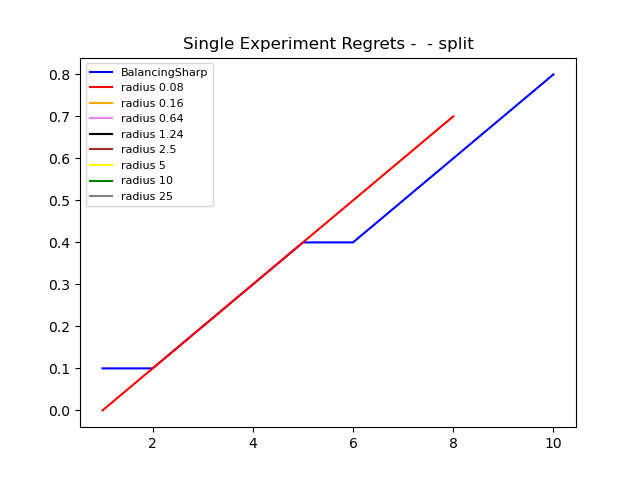 Single Experiment Regrets -  - split
BalancingSharp
radius 0.08
radius 0.16
radius 0.64
radius 1.24
radius 2.5
radius 5
radius 10
radius 25
0.8
0.7
0.6
0.5
0.4
0.3
0.2
0.1
0.0
2 4 6 8 10